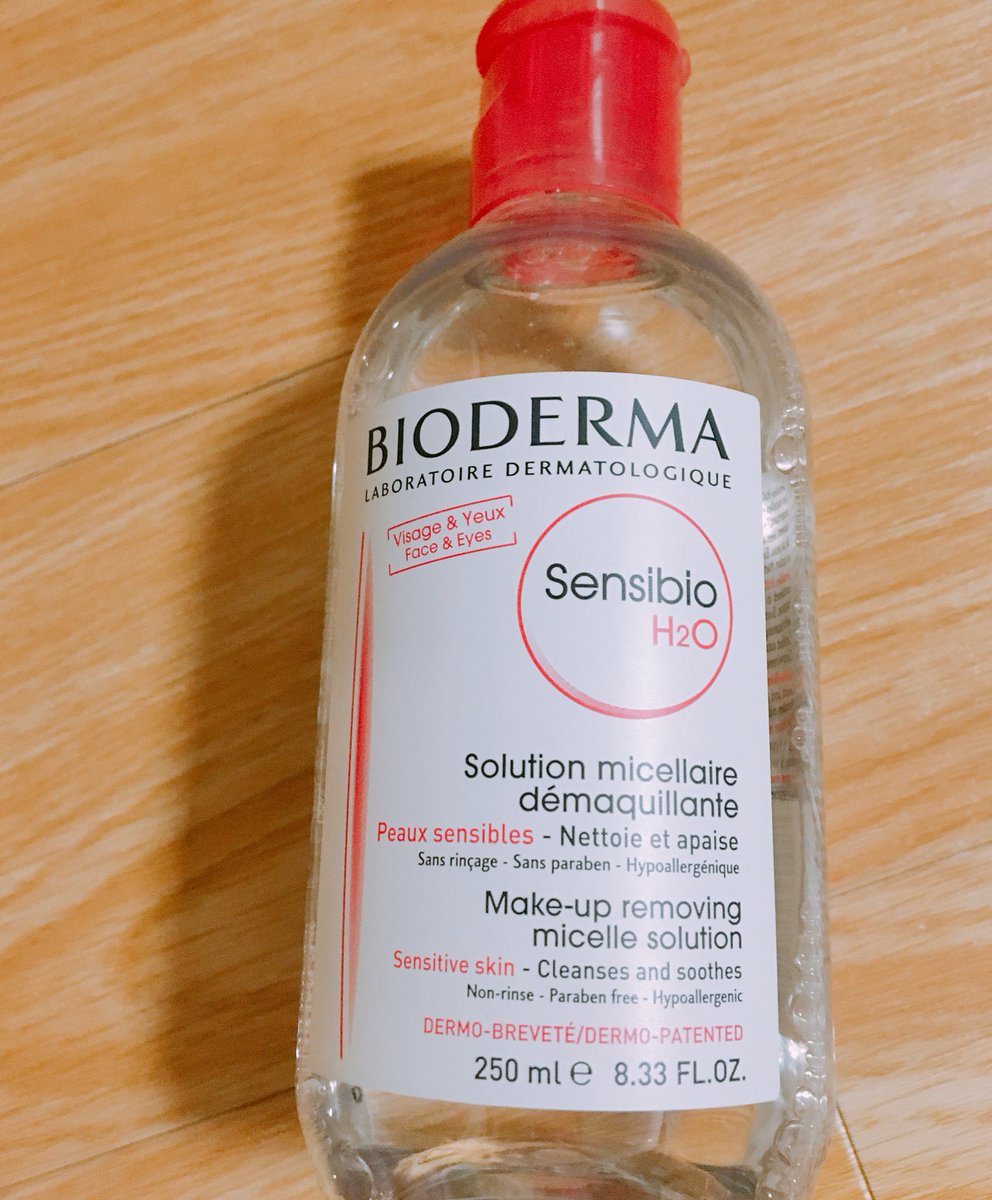 BIODERMA
LABORATOIRE DERMATOLOGIQUE
Visage & Yeux
Face & Eyes
Sensibio
H2O
Solution micellaire
démaquillante
Peaux sensibles - Nettoie et apaise
Sans rinçage - Sans paraben - Hypoallergénique
Make-up removing
micelle solution
Sensitive skin - Cleanses and soothes
Non-rinse - Paraben free - Hypoallergenic
DERMO-BREVETÉ/DERMO-PATENTED
250 ml ℮ 8.33 FL.OZ.